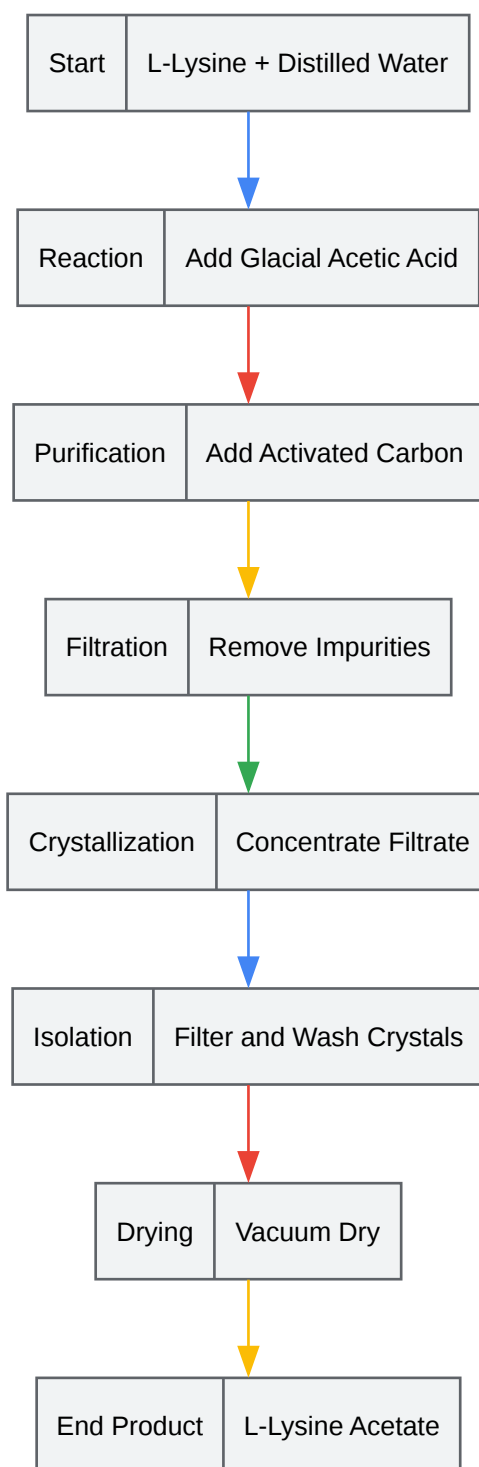 Start L-Lysine + Distilled Water
Reaction Add Glacial Acetic Acid
Purification Add Activated Carbon
Filtration Remove Impurities
Crystallization Concentrate Filtrate
Isolation Filter and Wash Crystals
Drying Vacuum Dry
End Product L-Lysine Acetate